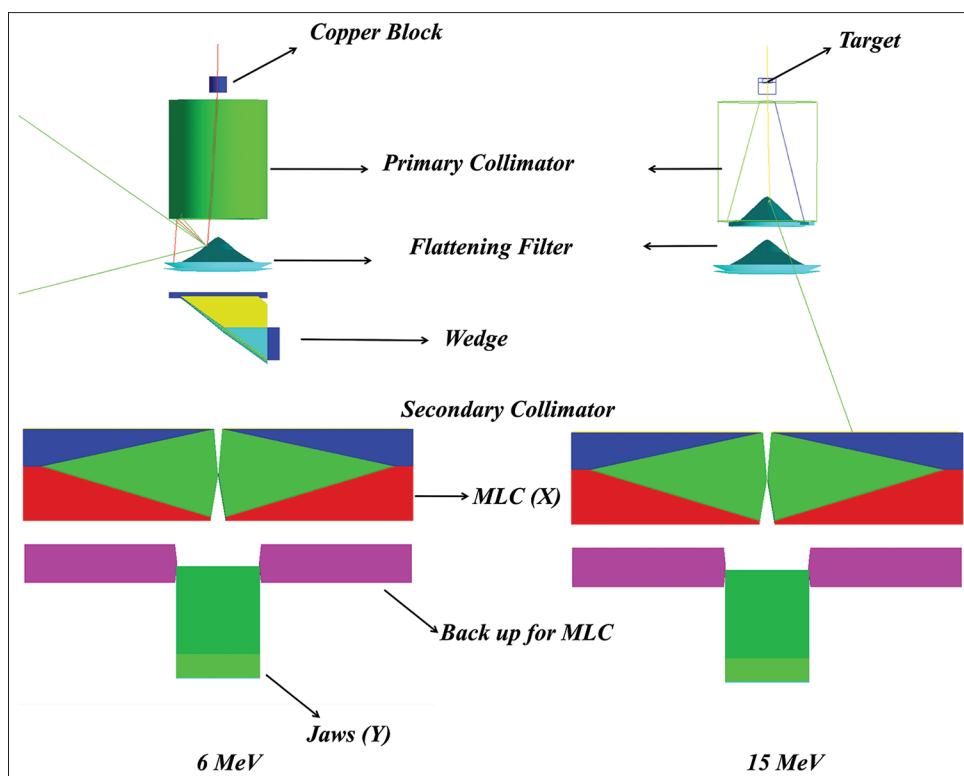 Copper Block
Target
Primary Collimator
Flattening Filter
Wedge
Secondary Collimator
MLC (X)
Back up for MLC
Jaws (Y)
6 MeV
15 MeV